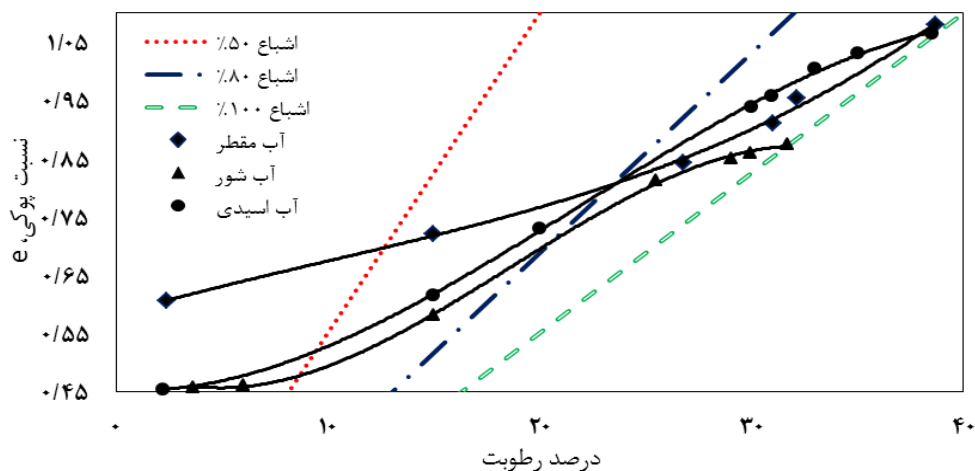 ۱/۰۵
۰/۹۵
۰/۸۵
۰/۷۵
۰/۶۵
۰/۵۵
۰/۴۵
نسبت پوکی، e
اشباع ۵۰٪
اشباع ۸۰٪
اشباع ۱۰۰٪
آب مقطر
آب شور
آب اسیدی
۰ ۱۰ ۲۰ ۳۰ ۴۰
درصد رطوبت